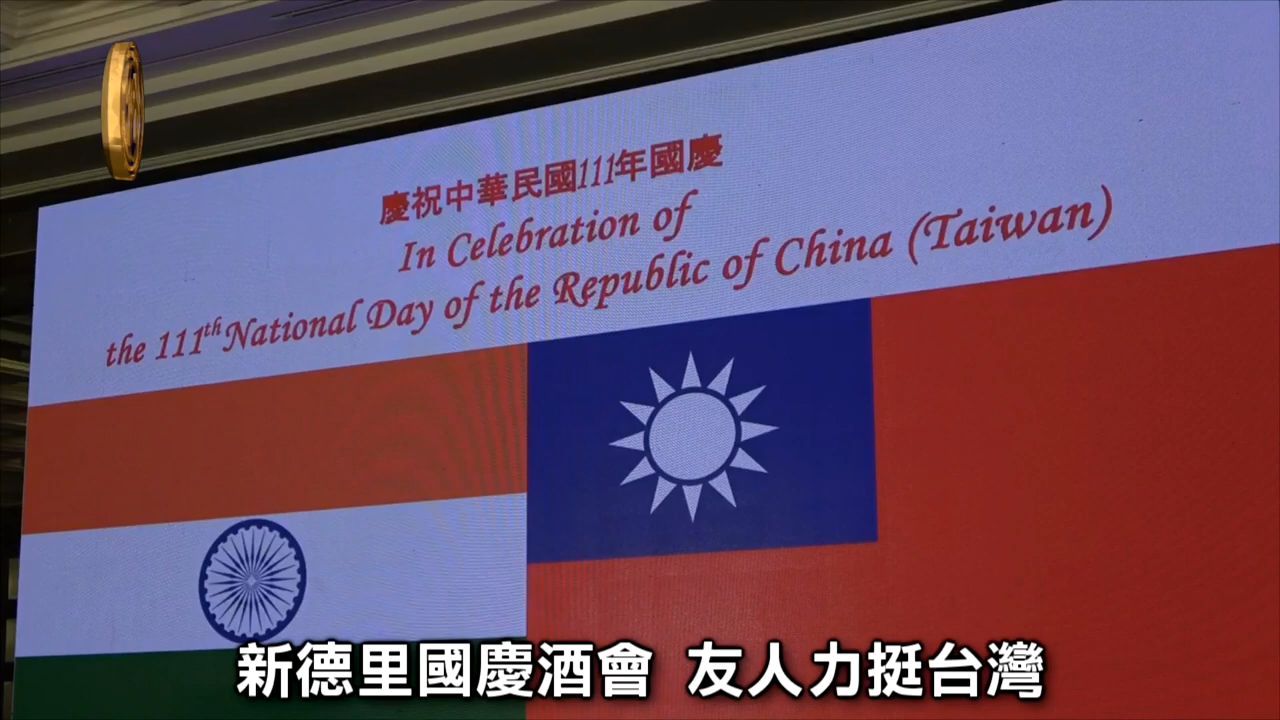 慶祝中華民國111年國慶
In Celebration of
the 111th National Day of the Republic of China (Taiwan)
新德里國慶酒會 友人力挺台灣